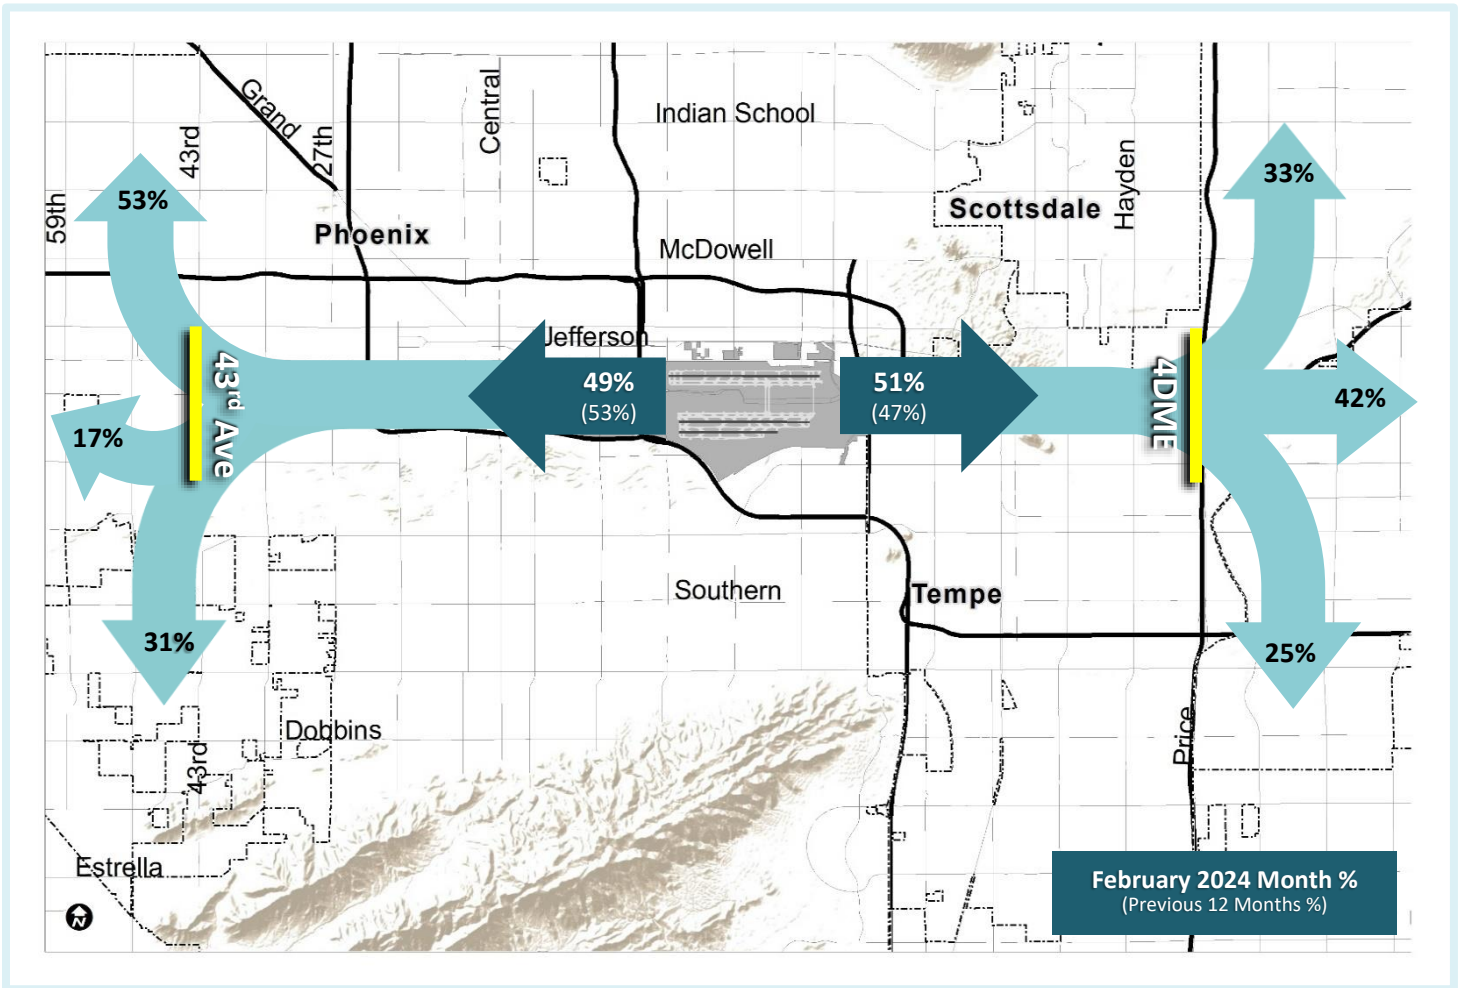 Grand
43rd
27th
Central
Indian School
Hayden
33%
53%
59th
Scottsdale
Phoenix
McDowell
Jefferson
49%
(53%)
51%
(47%)
43rd Ave
4DME
42%
17%
Southern
Tempe
31%
25%
Dobbins
43rd
Price
Estrella
N
February 2024 Month %
(Previous 12 Months %)